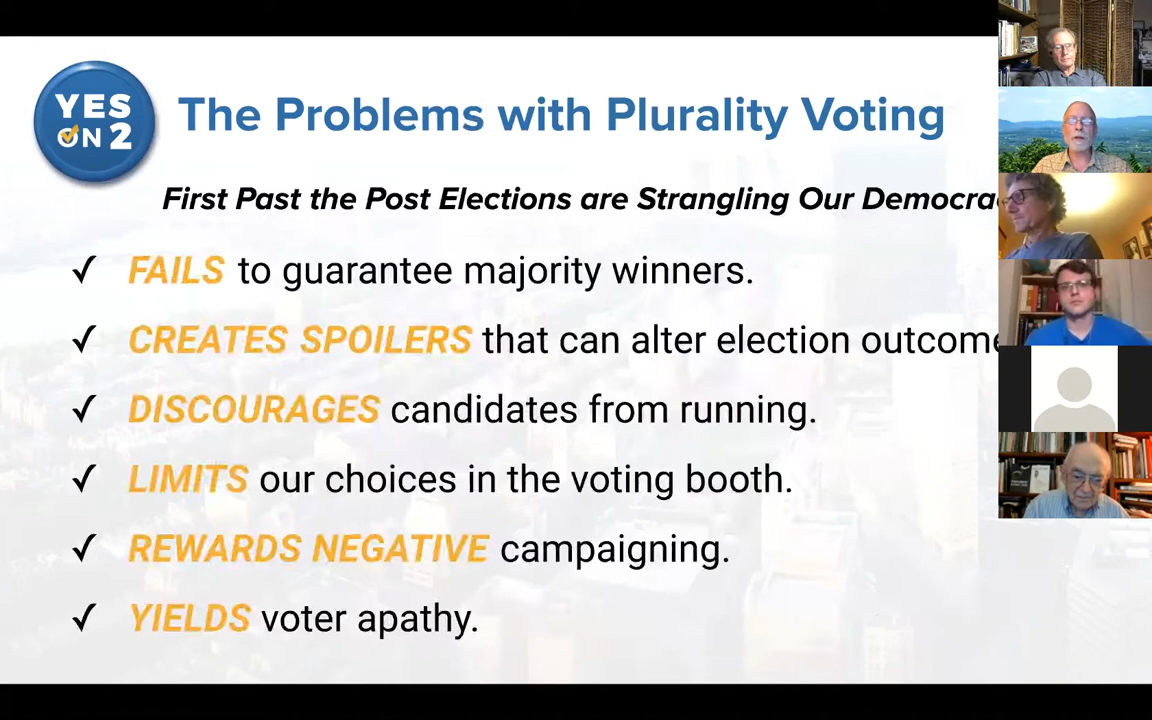 YES
ON 2
The Problems with Plurality Voting
First Past the Post Elections are Strangling Our
FAILS to guarantee majority winners.
CREATES SPOILERS that can alter election
DISCOURAGES candidates from running.
LIMITS our choices in the voting booth.
REWARDS NEGATIVE campaigning.
YIELDS voter apathy.